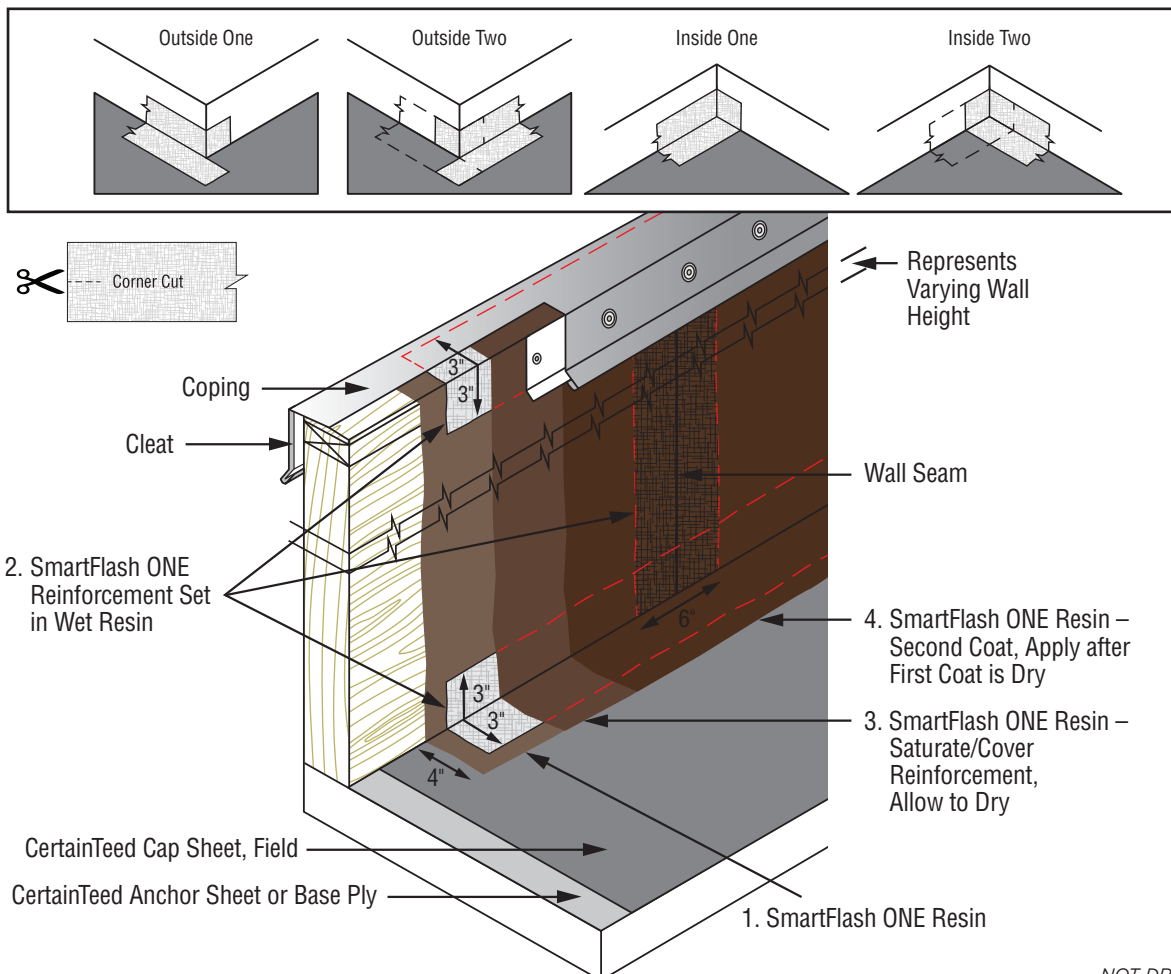 Outside One
Outside Two
Inside One
Inside Two
Corner Cut
Represents
Varying Wall
Height
3"
3"
Coping
Cleat
Wall Seam
2. SmartFlash ONE
Reinforcement Set
in Wet Resin
6"
4. SmartFlash ONE Resin –
Second Coat, Apply after
First Coat is Dry
3"
3"
3. SmartFlash ONE Resin –
Saturate/Cover
Reinforcement,
Allow to Dry
4"
CertainTeed Cap Sheet, Field
CertainTeed Anchor Sheet or Base Ply
1. SmartFlash ONE Resin
NOT